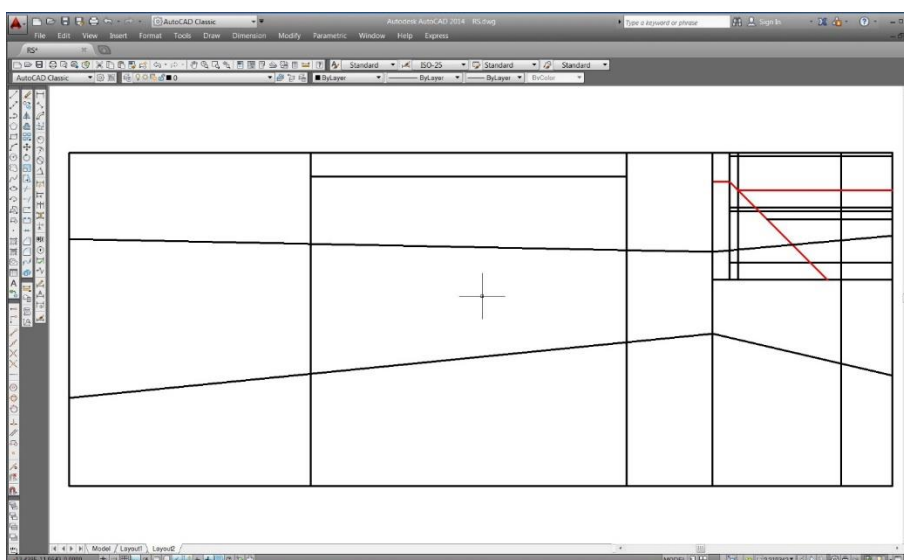 AutoCAD Classic
Autodesk AutoCAD 2014 RS.dwg
Type a keyword or phrase
Sign In
File Edit View Insert Format Tools Draw Dimension Modify Parametric Window Help Express
RS*
Standard ISO-25 Standard Standard
AutoCAD Classic 0 ByLayer ByLayer ByLayer ByColor
A
Model Layout1 Layout2